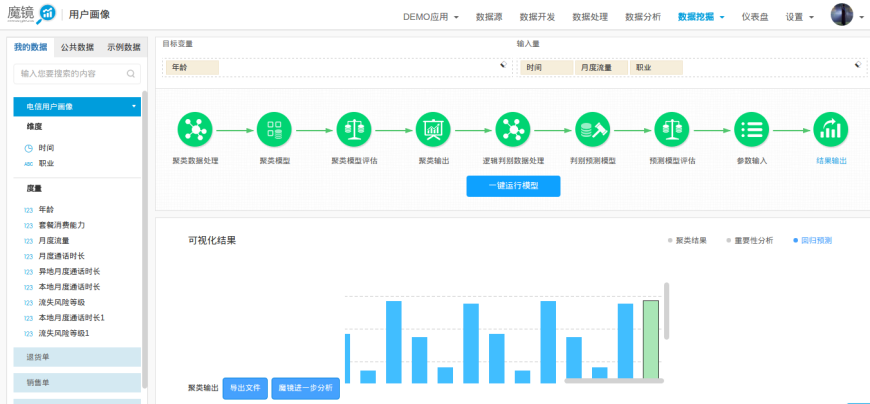 魔镜 用户画像
DEMO应用 数据源 数据开发 数据处理 数据分析 数据挖掘 仪表盘 设置
我的数据 公共数据 示例数据
输入您要搜索的内容
电信用户画像
维度
时间
ABC 职业
度量
123 年龄
123 套餐消费能力
123 月度流量
123 月度通话时长
123 异地月度通话时长
123 本地月度通话时长
123 流失风险等级
123 本地月度通话时长1
123 流失风险等级1
退货单
销售单
目标变量 输入量
年龄 时间 月度流量 职业
聚类数据处理 聚类模型 聚类模型评估 聚类输出 逻辑判别数据处理 判别预测模型 预测模型评估 参数输入 结果输出
一键运行模型
可视化结果 聚类结果 重要性分析 回归预测
聚类输出 导出文件 魔镜进一步分析